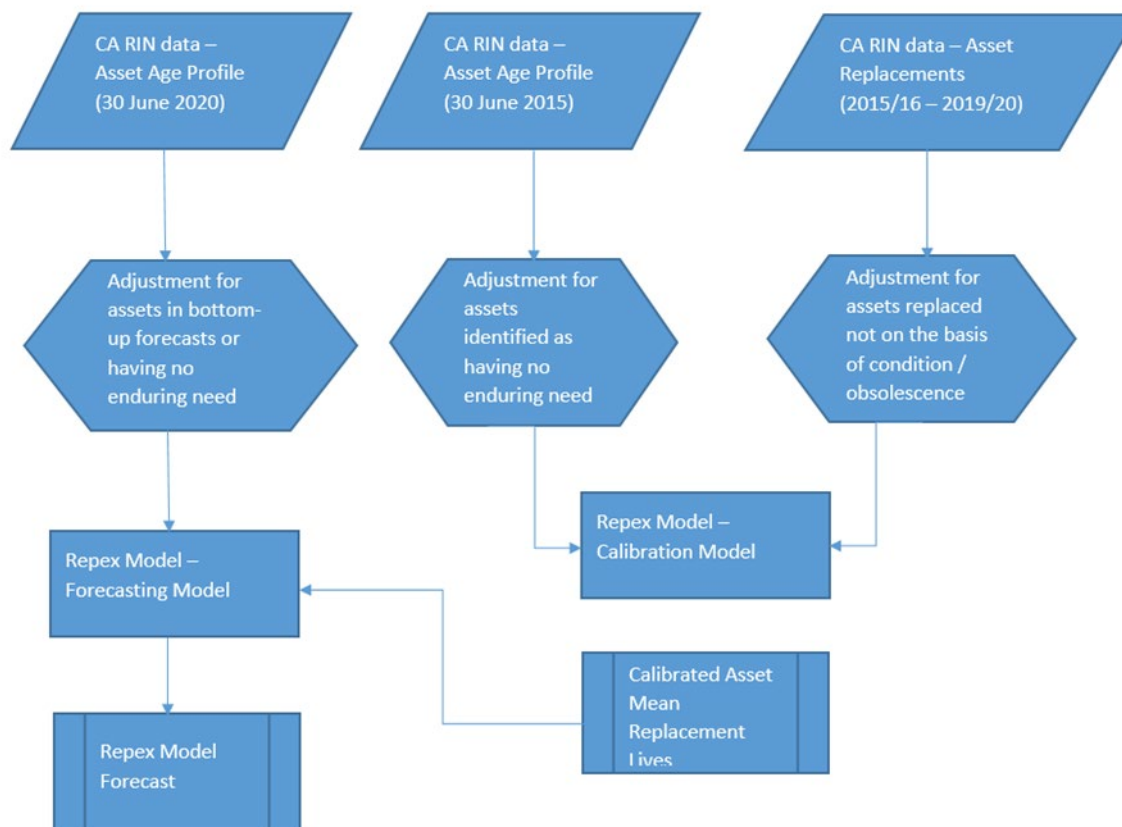 CA RIN data –
Asset Age Profile
(30 June 2020)
CA RIN data –
Asset Age Profile
(30 June 2015)
CA RIN data – Asset
Replacements
(2015/16 – 2019/20)
Adjustment for
assets in bottom-
up forecasts or
having no
enduring need
Adjustment for
assets
identified as
having no
enduring need
Adjustment for
assets replaced
not on the basis
of condition /
obsolescence
Repex Model –
Forecasting Model
Repex Model –
Calibration Model
Calibrated Asset
Mean
Replacement
Lives
Repex Model
Forecast